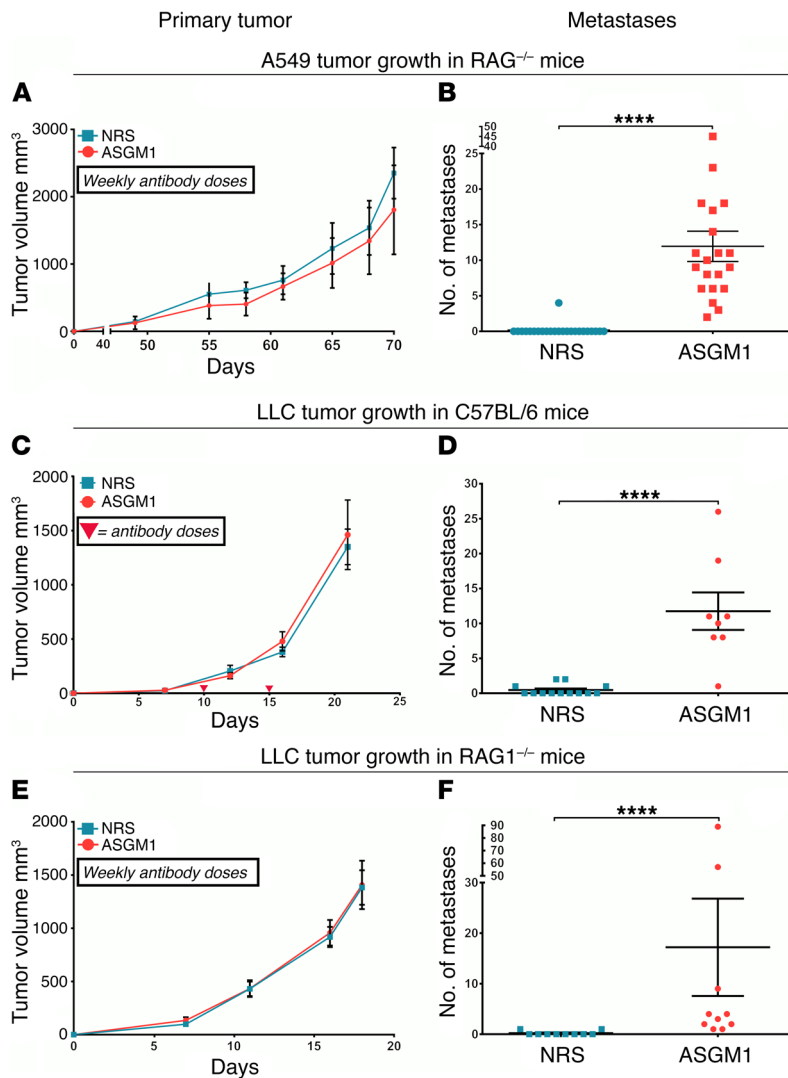 Primary tumor
Metastases
A549 tumor growth in RAG–/– mice
A
B
Tumor volume mm3
3000
2000
1000
0
NRS
ASGM1
Weekly antibody doses
0 40 50 55 60 65 70
Days
No. of metastases
50
45
40
25
20
15
10
5
0
****
NRS
ASGM1
LLC tumor growth in C57BL/6 mice
C
D
Tumor volume mm3
2000
1500
1000
500
0
NRS
ASGM1
= antibody doses
0 5 10 15 20 25
Days
No. of metastases
30
25
20
15
10
5
0
****
NRS
ASGM1
LLC tumor growth in RAG1–/– mice
E
F
Tumor volume mm3
2000
1500
1000
500
0
NRS
ASGM1
Weekly antibody doses
0 5 10 15 20
Days
No. of metastases
90
80
70
60
50
30
20
10
0
****
NRS
ASGM1